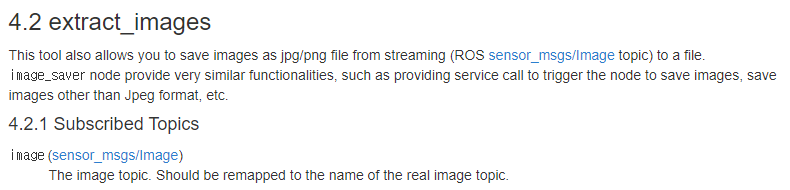 4.2 extract_images
This tool also allows you to save images as jpg/png file from streaming (ROS sensor_msgs/Image topic) to a file.
image_saver node provide very similar functionalities, such as providing service call to trigger the node to save images, save
images other than Jpeg format, etc.
4.2.1 Subscribed Topics
image (sensor_msgs/Image)
The image topic. Should be remapped to the name of the real image topic.